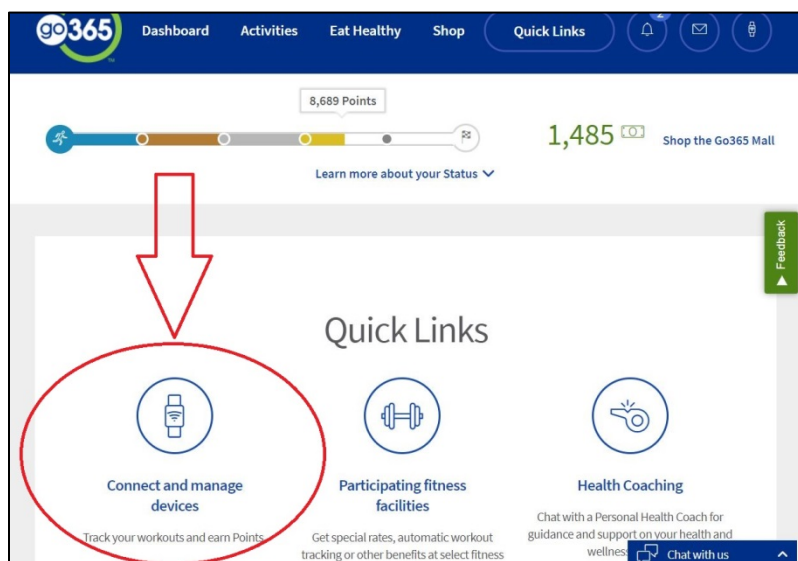 go365
Dashboard Activities Eat Healthy Shop Quick Links 2
8,689 Points
1,485 Shop the Go365 Mall
Learn more about your Status
Feedback
Quick Links
Connect and manage
devices
Track your workouts and earn Points
Participating fitness
facilities
Get special rates, automatic workout
tracking or other benefits at select fitness
Health Coaching
Chat with a Personal Health Coach for
guidance and support on your health and
wellness
Chat with us